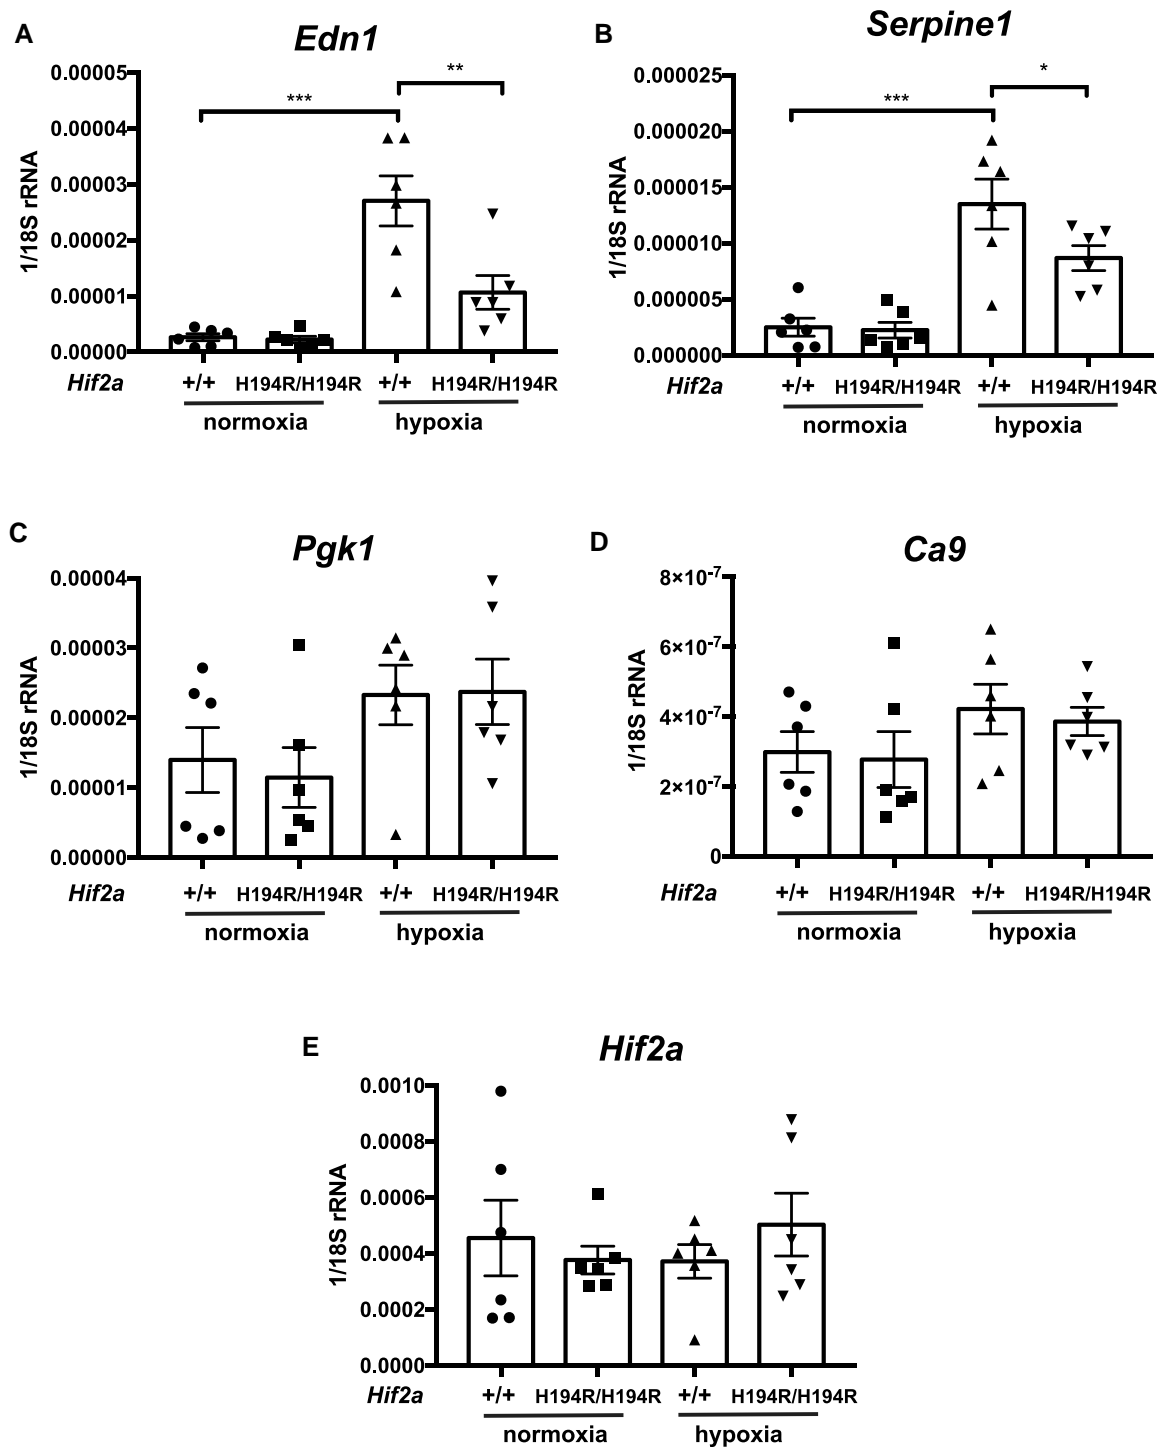 A
Edn1
0.00005
0.00004
0.00003
0.00002
0.00001
0.00000
1/18S rRNA
***
**
Hif2a +/+ H194R/H194R +/+ H194R/H194R
normoxia hypoxia
B
Serpine1
0.000025
0.000020
0.000015
0.000010
0.000005
0.000000
1/18S rRNA
***
*
Hif2a +/+ H194R/H194R +/+ H194R/H194R
normoxia hypoxia
C
Pgk1
0.00004
0.00003
0.00002
0.00001
0.00000
1/18S rRNA
Hif2a +/+ H194R/H194R +/+ H194R/H194R
normoxia hypoxia
D
Ca9
8×10⁻⁷
6×10⁻⁷
4×10⁻⁷
2×10⁻⁷
0
1/18S rRNA
Hif2a +/+ H194R/H194R +/+ H194R/H194R
normoxia hypoxia
E
Hif2a
0.0010
0.0008
0.0006
0.0004
0.0002
0.0000
1/18S rRNA
Hif2a +/+ H194R/H194R +/+ H194R/H194R
normoxia hypoxia